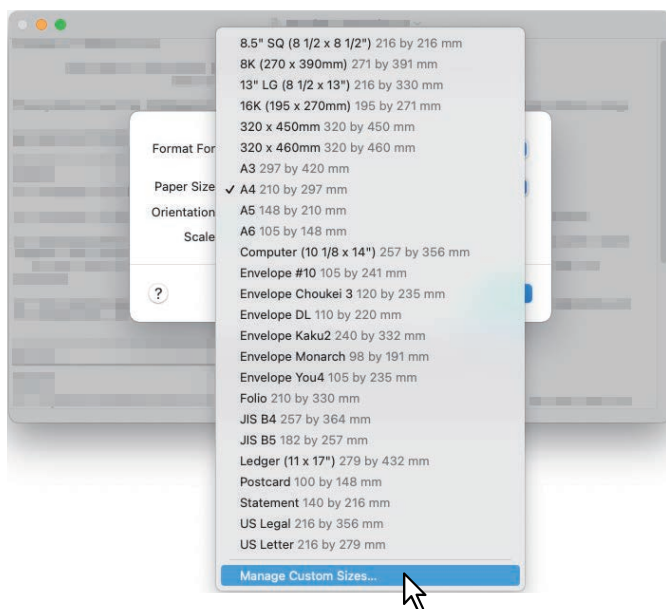 8.5" SQ (8 1/2 x 8 1/2") 216 by 216 mm
8K (270 x 390mm) 271 by 391 mm
13" LG (8 1/2 x 13") 216 by 330 mm
16K (195 x 270mm) 195 by 271 mm
320 x 450mm 320 by 450 mm
320 x 460mm 320 by 460 mm
Format For
A3 297 by 420 mm
Paper Size
✓ A4 210 by 297 mm
Orientation
A5 148 by 210 mm
A6 105 by 148 mm
Scale
Computer (10 1/8 x 14") 257 by 356 mm
Envelope #10 105 by 241 mm
?
Envelope Choukei 3 120 by 235 mm
Envelope DL 110 by 220 mm
Envelope Kaku2 240 by 332 mm
Envelope Monarch 98 by 191 mm
Envelope You4 105 by 235 mm
Folio 210 by 330 mm
JIS B4 257 by 364 mm
JIS B5 182 by 257 mm
Ledger (11 x 17") 279 by 432 mm
Postcard 100 by 148 mm
Statement 140 by 216 mm
US Legal 216 by 356 mm
US Letter 216 by 279 mm
Manage Custom Sizes...